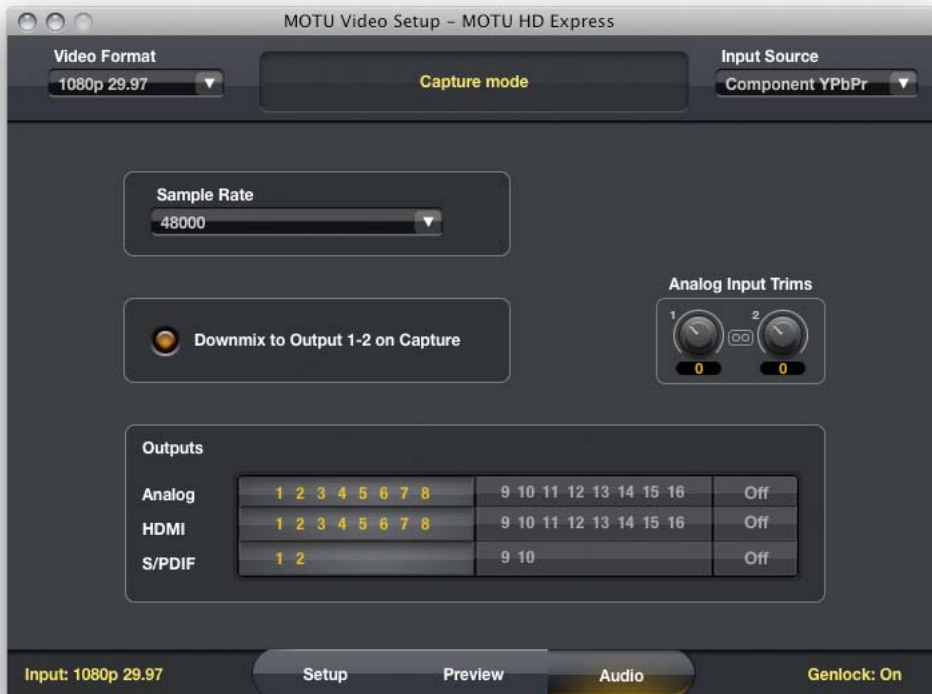 MOTU Video Setup – MOTU HD Express
Video Format
1080p 29.97
Capture mode
Input Source
Component YPbPr
Sample Rate
48000
Downmix to Output 1-2 on Capture
Analog Input Trims
1 2
0 0
Outputs
Analog 1 2 3 4 5 6 7 8 9 10 11 12 13 14 15 16 Off
HDMI 1 2 3 4 5 6 7 8 9 10 11 12 13 14 15 16 Off
S/PDIF 1 2 9 10 Off
Input: 1080p 29.97 Setup Preview Audio Genlock: On